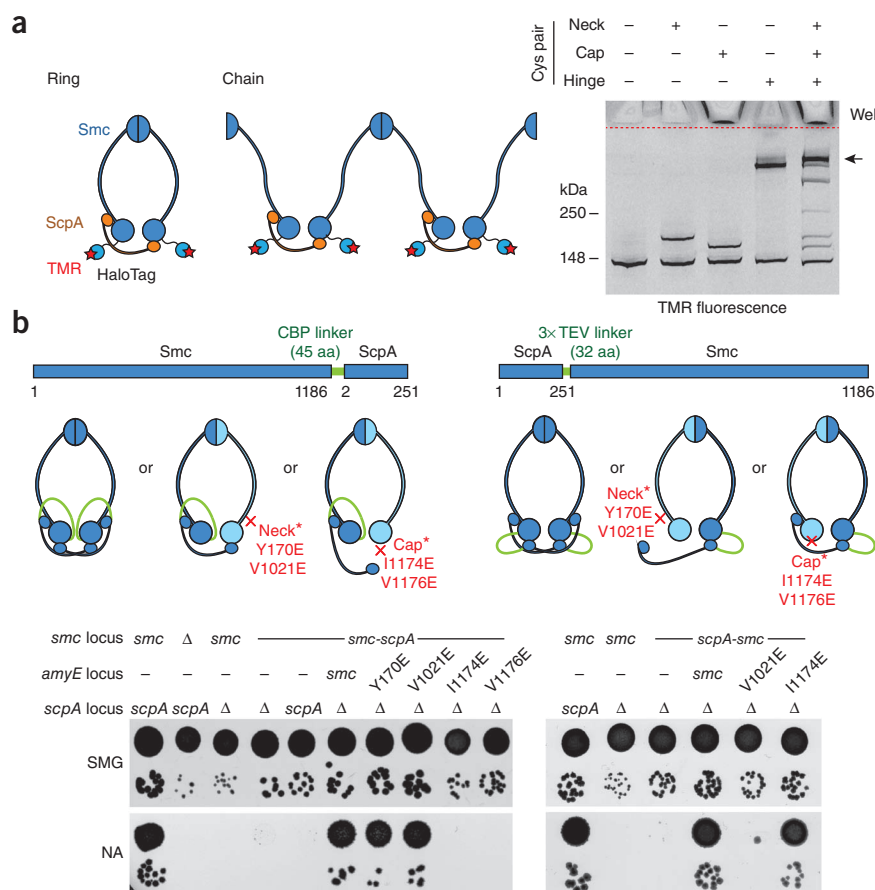 a
Ring
Chain
Smc
ScpA
TMR
HaloTag
Cys pair
Neck – + – – +
Cap – – + – +
Hinge – – – + +
Wel
kDa
250 –
148 –
TMR fluorescence
b
Smc
CBP linker
(45 aa)
ScpA
1 1186 2 251
or
or
Neck*
Y170E
V1021E
Cap*
I1174E
V1176E
ScpA
3× TEV linker
(32 aa)
Smc
1 251 1186
or
or
Neck*
Y170E
V1021E
Cap*
I1174E
V1176E
smc locus smc Δ smc smc-scpA
amyE locus – – – – – smc Y170E V1021E I1174E V1176E
scpA locus scpA scpA Δ Δ scpA Δ Δ Δ Δ Δ
SMG
NA
smc smc scpA-smc
– – – smc V1021E I1174E
scpA Δ Δ Δ Δ Δ